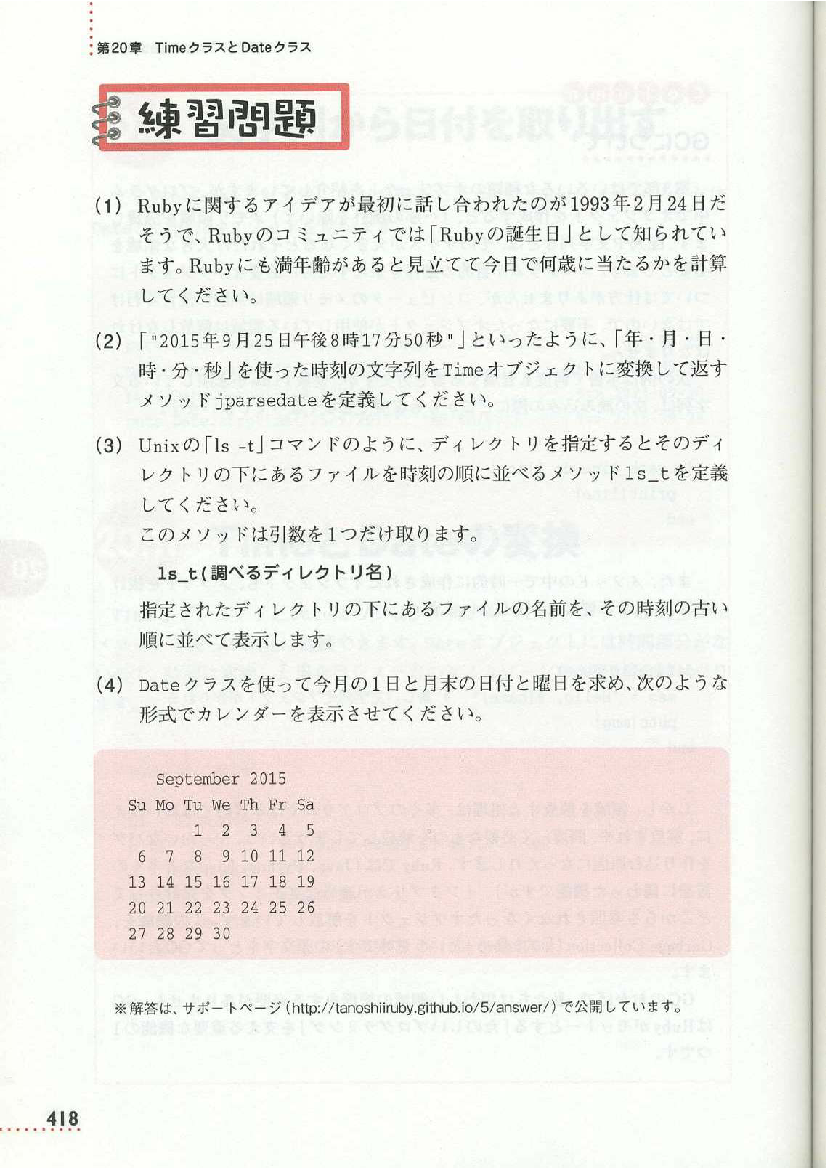 第20章 TimeクラスとDateクラス
練習問題
(1) Rubyに関するアイデアが最初に話し合われたのが1993年2月24日だ
そうで、Rubyのコミュニティでは「Rubyの誕生日」として知られてい
ます。Rubyにも満年齢があると見立てて今日で何歳に当たるかを計算
してください。
(2) 「"2015年9月25日午後8時17分50秒"」といったように、「年・月・日・
時・分・秒」を使った時刻の文字列をTimeオブジェクトに変換して返す
メソッドjparsedateを定義してください。
(3) Unixの「ls -t」コマンドのように、ディレクトリを指定するとそのディ
レクトリの下にあるファイルを時刻の順に並べるメソッドls_tを定義
してください。
このメソッドは引数を1つだけ取ります。
ls_t(調べるディレクトリ名)
指定されたディレクトリの下にあるファイルの名前を、その時刻の古い
順に並べて表示します。
(4) Dateクラスを使って今月の1日と月末の日付と曜日を求め、次のような
形式でカレンダーを表示させてください。
September 2015
Su Mo Tu We Th Fr Sa
1 2 3 4 5
6 7 8 9 10 11 12
13 14 15 16 17 18 19
20 21 22 23 24 25 26
27 28 29 30
※解答は、サポートページ(http://tanoshiiruby.github.io/5/answer/)で公開しています。
418